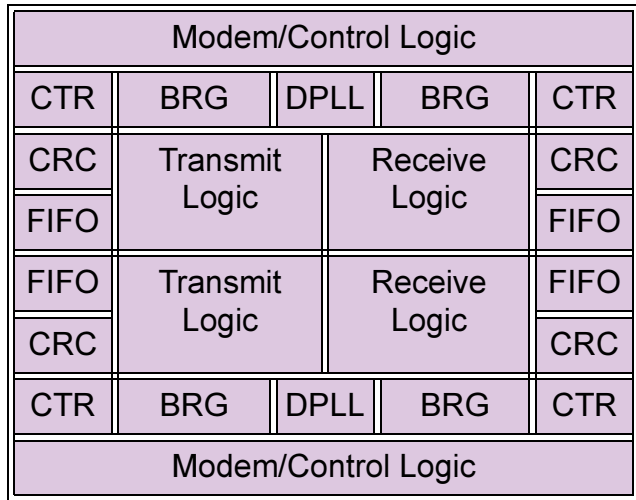 Modem/Control Logic
CTR BRG DPLL BRG CTR
CRC Transmit Logic Receive Logic CRC
FIFO FIFO
FIFO Transmit Logic Receive Logic FIFO
CRC CRC
CTR BRG DPLL BRG CTR
Modem/Control Logic